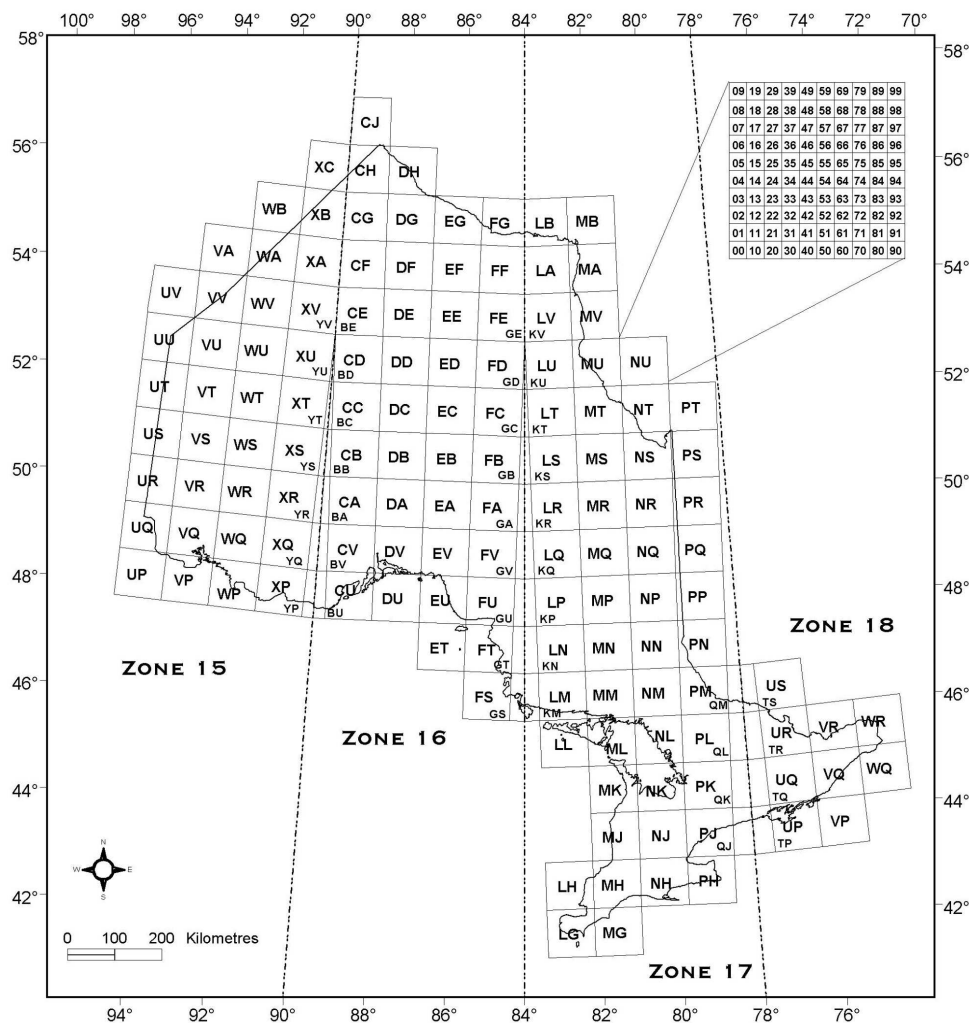 100° 98° 96° 94° 92° 90° 88° 86° 84° 82° 80° 78° 76° 74° 72° 70°
58° 58°
09 19 29 39 49 59 69 79 89 99
08 18 28 38 48 58 68 78 88 98
CJ
07 17 27 37 47 57 67 77 87 97
56° 06 16 26 36 46 56 66 76 86 96 56°
05 15 25 35 45 55 65 75 85 95
XC CH DH
04 14 24 34 44 54 64 74 84 94
03 13 23 33 43 53 63 73 83 93
WB XB CG DG EG FG LB MB
02 12 22 32 42 52 62 72 82 92
01 11 21 31 41 51 61 71 81 91
00 10 20 30 40 50 60 70 80 90
54° VA WA XA CF DF EF FF LA MA 54°
UV VV WV XV CE DE EE FE LV MV
YV BE GE KV
52° UU VU WU XU CD DD ED FD LU MU NU 52°
YU BD GD KU
UT VT WT XT CC DC EC FC LT MT NT PT
YT BC GC KT
50° US VS WS XS CB DB EB FB LS MS NS PS 50°
YS BB GB KS
UR VR WR XR CA DA EA FA LR MR NR PR
YR BA GA KR
UQ VQ WQ XQ CV DV EV FV LQ MQ NQ PQ
YQ BV GV KQ
48° UP VP WP XP CU DU EU FU LP MP NP PP 48°
YP BU GU KP
ZONE 18
ET FT LN MN NN PN
GT KN
ZONE 15
46° FS LM MM NM PM US 46°
GS KM QM TS
ZONE 16
LL ML NL PL UR VR WR
QL TR
44° MK NK PK UQ VQ WQ 44°
QK TQ
MJ NJ PJ UP VP
QJ TP
N
W E
S
42° LH MH NH PH 42°
LG MG
0 100 200 Kilometres
ZONE 17
94° 92° 90° 88° 86° 84° 82° 80° 78° 76°